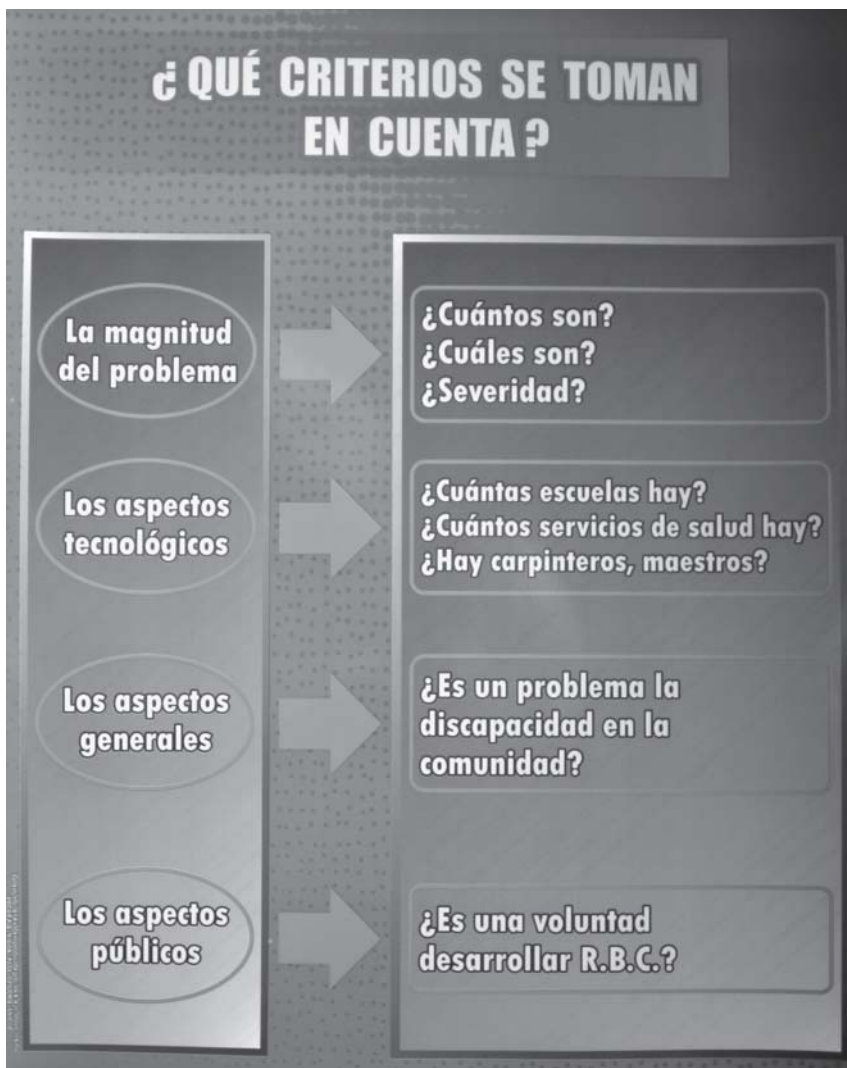 ¿QUÉ CRITERIOS SE TOMAN
EN CUENTA?
La magnitud
del problema
¿Cuántos son?
¿Cuáles son?
¿Severidad?
Los aspectos
tecnológicos
¿Cuántas escuelas hay?
¿Cuántos servicios de salud hay?
¿Hay carpinteros, maestros?
Los aspectos
generales
¿Es un problema la
discapacidad en la
comunidad?
Los aspectos
públicos
¿Es una voluntad
desarrollar R.B.C.?